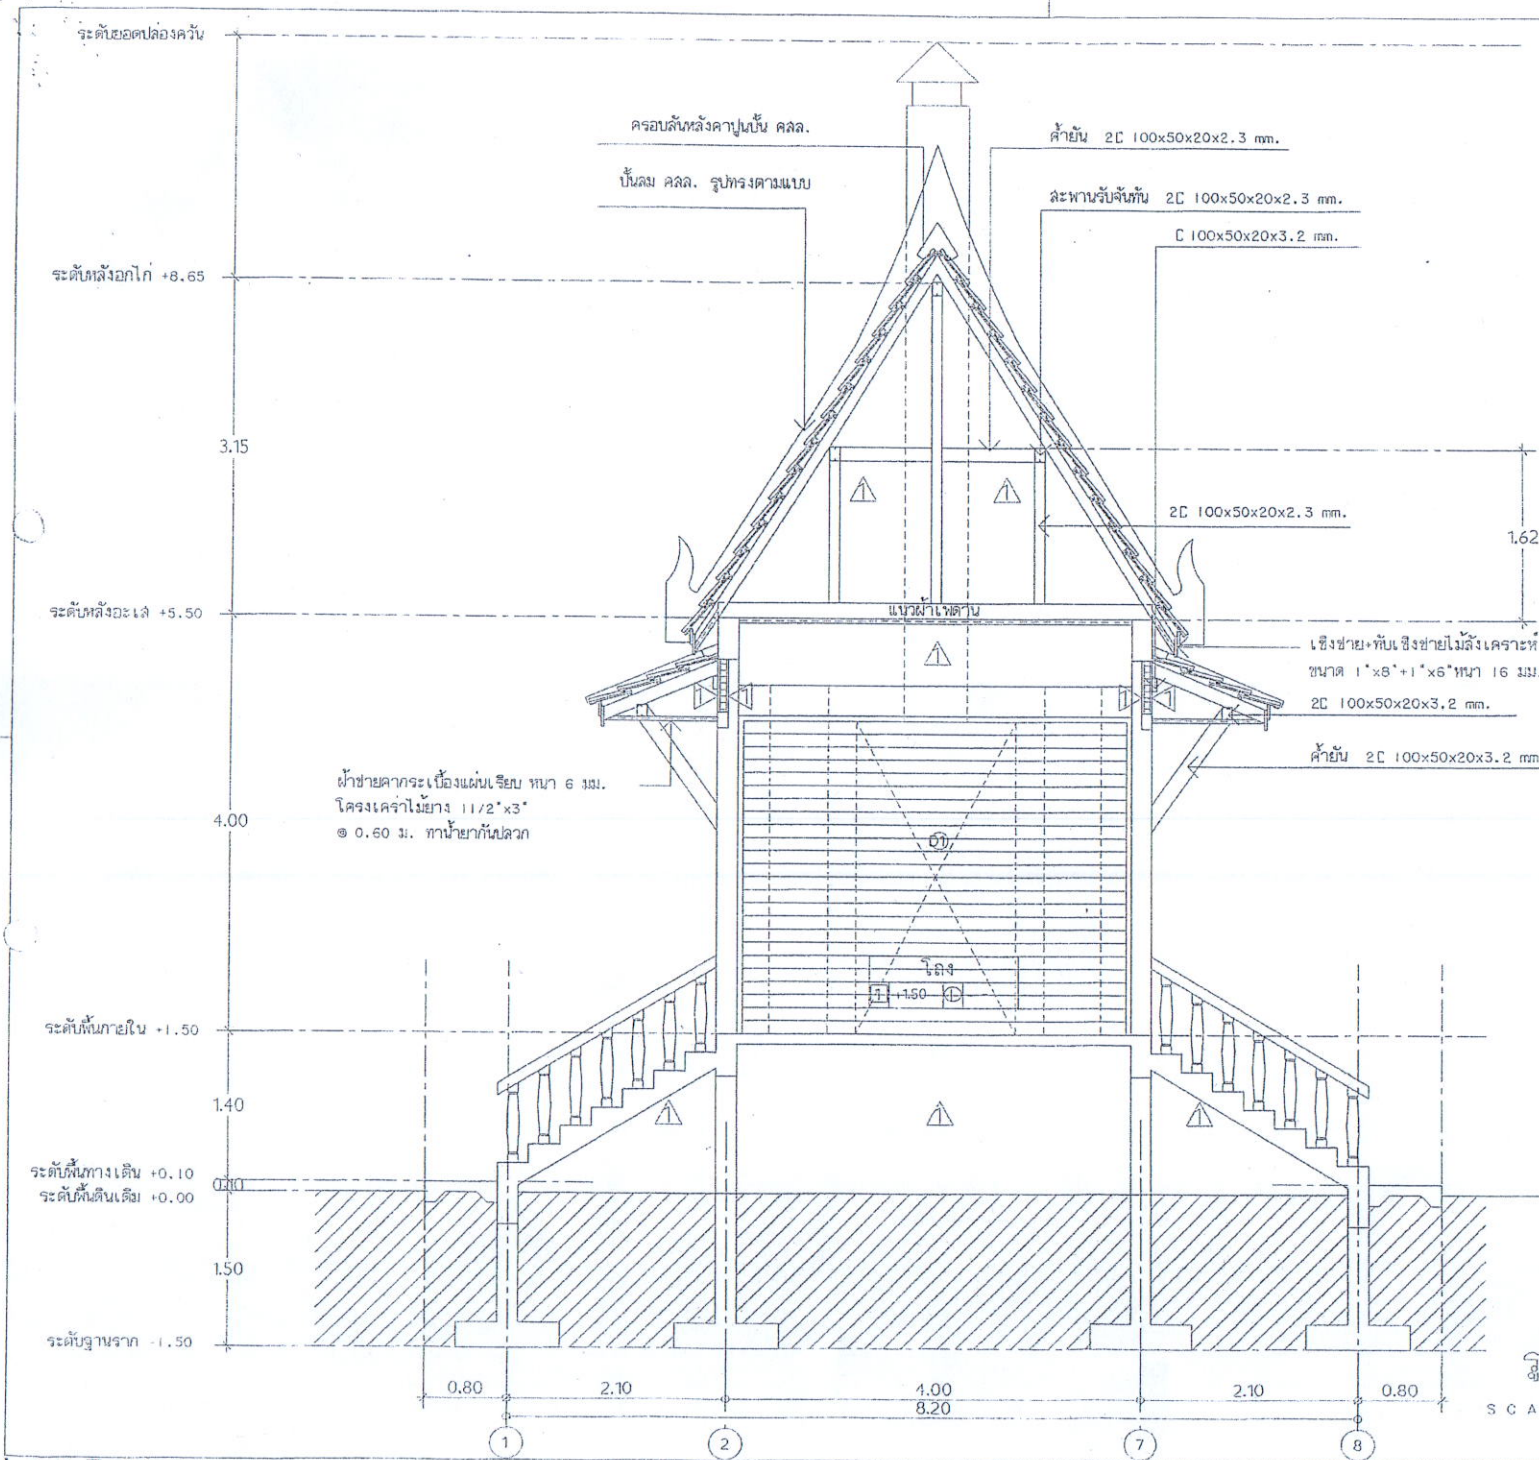 ระดับยอดปล่องควัน
ครอบสันหลังคาปูนปั้น คสล.
ค้ำยัน 2C 100x50x20x2.3 mm.
ปั้นลม คสล. รูปทรงตามแบบ
สะพานรับจันทัน 2C 100x50x20x2.3 mm.
C 100x50x20x3.2 mm.
ระดับหลังอกไก่ +8.65
3.15
1
1
2C 100x50x20x2.3 mm.
1.62
ระดับหลังอะเส +5.50
แนวฝ้าเพดาน
1
เชิงชาย+ทับเชิงชายไม้สังเคราะห์
ขนาด 1"x8"+1"x6"หนา 16 มม.
1
1
1
1
2C 100x50x20x3.2 mm.
ค้ำยัน 2C 100x50x20x3.2 mm
ฝ้าชายคากระเบื้องแผ่นเรียบ หนา 6 มม.
โครงเคร่าไม้ยาง 11/2"x3"
@ 0.60 ม. ทาน้ำยากันปลวก
4.00
D1
โถง
1 +1.50 1
ระดับพื้นภายใน +1.50
1.40
1
1
1
ระดับพื้นทางเดิน +0.10
0.10
ระดับพื้นดินเดิม +0.00
1.50
ระดับฐานราก -1.50
0.80 2.10 4.00 2.10 0.80
8.20
S C A
1 2 7 8